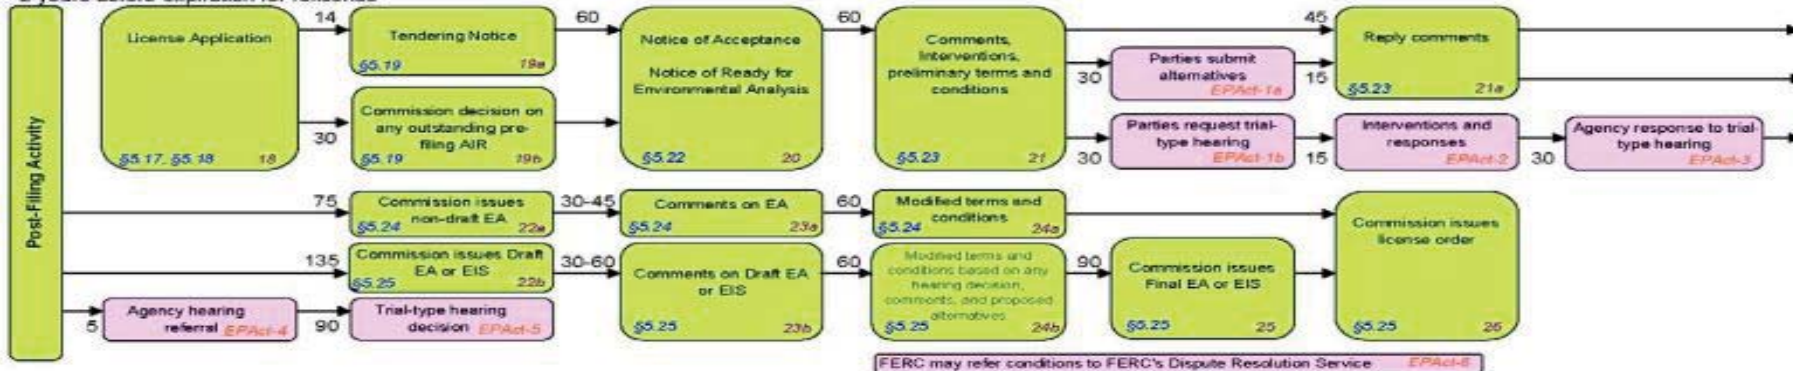 Post-Filing Activity
14
60
60
45
License Application
§5.17, §5.18 18
Tendering Notice
§5.19 19a
Notice of Acceptance
Notice of Ready for
Environmental Analysis
§5.22 20
Comments,
Interventions,
preliminary terms and
conditions
§5.23 21
30
Parties submit
alternatives
EPAct-1a
15
Reply comments
§5.23 21a
30
Commission decision on
any outstanding pre-
filing AIR
§5.19 19b
30
Parties request trial-
type hearing
EPAct-1b
15
Interventions and
responses
EPAct-2
30
Agency response to trial-
type hearing
EPAct-3
75
Commission issues
non-draft EA
§5.24 22a
30-45
Comments on EA
§5.24 23a
60
Modified terms and
conditions
§5.24 24a
Commission issues
license order
§5.25 26
135
Commission issues Draft
EA or EIS
§5.25 22b
30-60
Comments on Draft EA
or EIS
§5.25 23b
60
Modified terms and
conditions based on any
hearing decision,
comments, and proposed
alternatives
§5.25 24b
90
Commission issues
Final EA or EIS
§5.25 25
5
Agency hearing
referral EPAct-4
90
Trial-type hearing
decision EPAct-5
FERC may refer conditions to FERC's Dispute Resolution Service EPAct-6